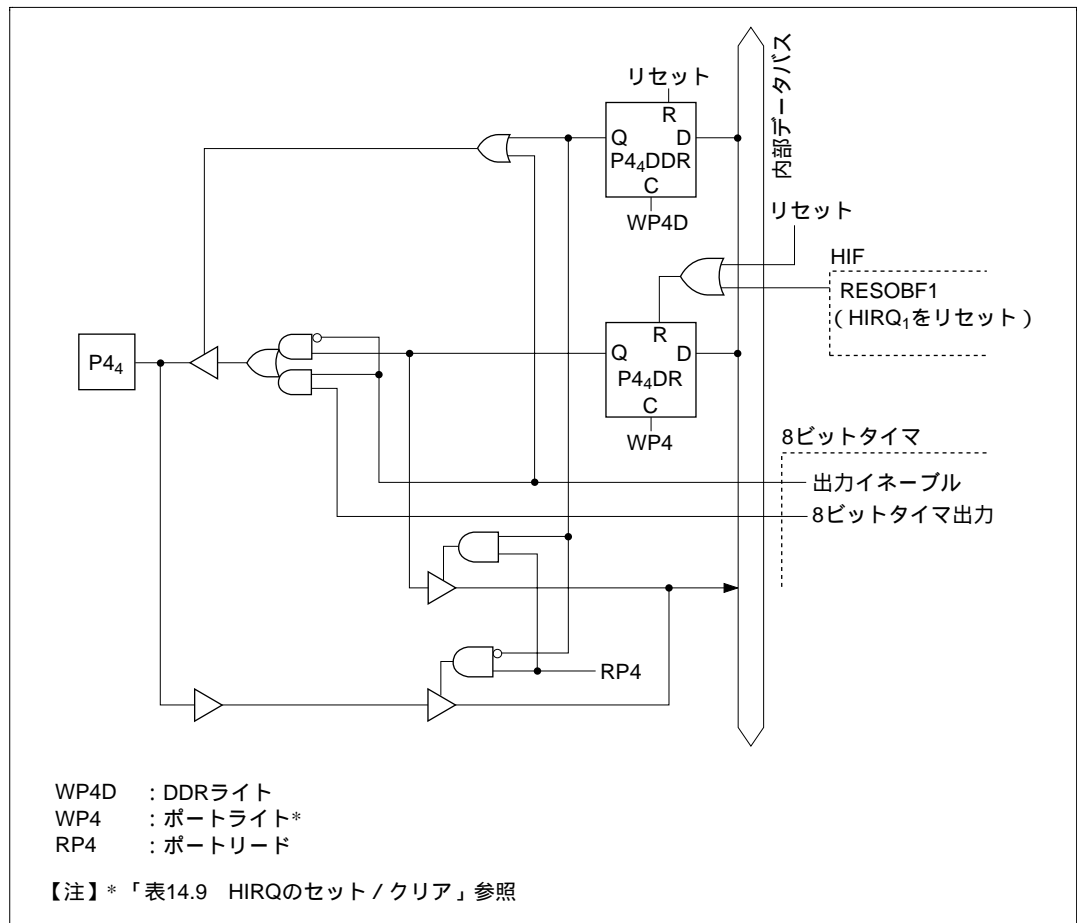 リセット
R
Q D
P4₄DDR
C
WP4D
内部データバス
リセット
HIF
RESOBF1
（HIRQ₁をリセット）
R
Q D
P4₄DR
C
WP4
P4₄
8ビットタイマ
出力イネーブル
8ビットタイマ出力
RP4
WP4D : DDRライト
WP4 : ポートライト*
RP4 : ポートリード
【注】* 「表14.9 HIRQのセット / クリア」参照